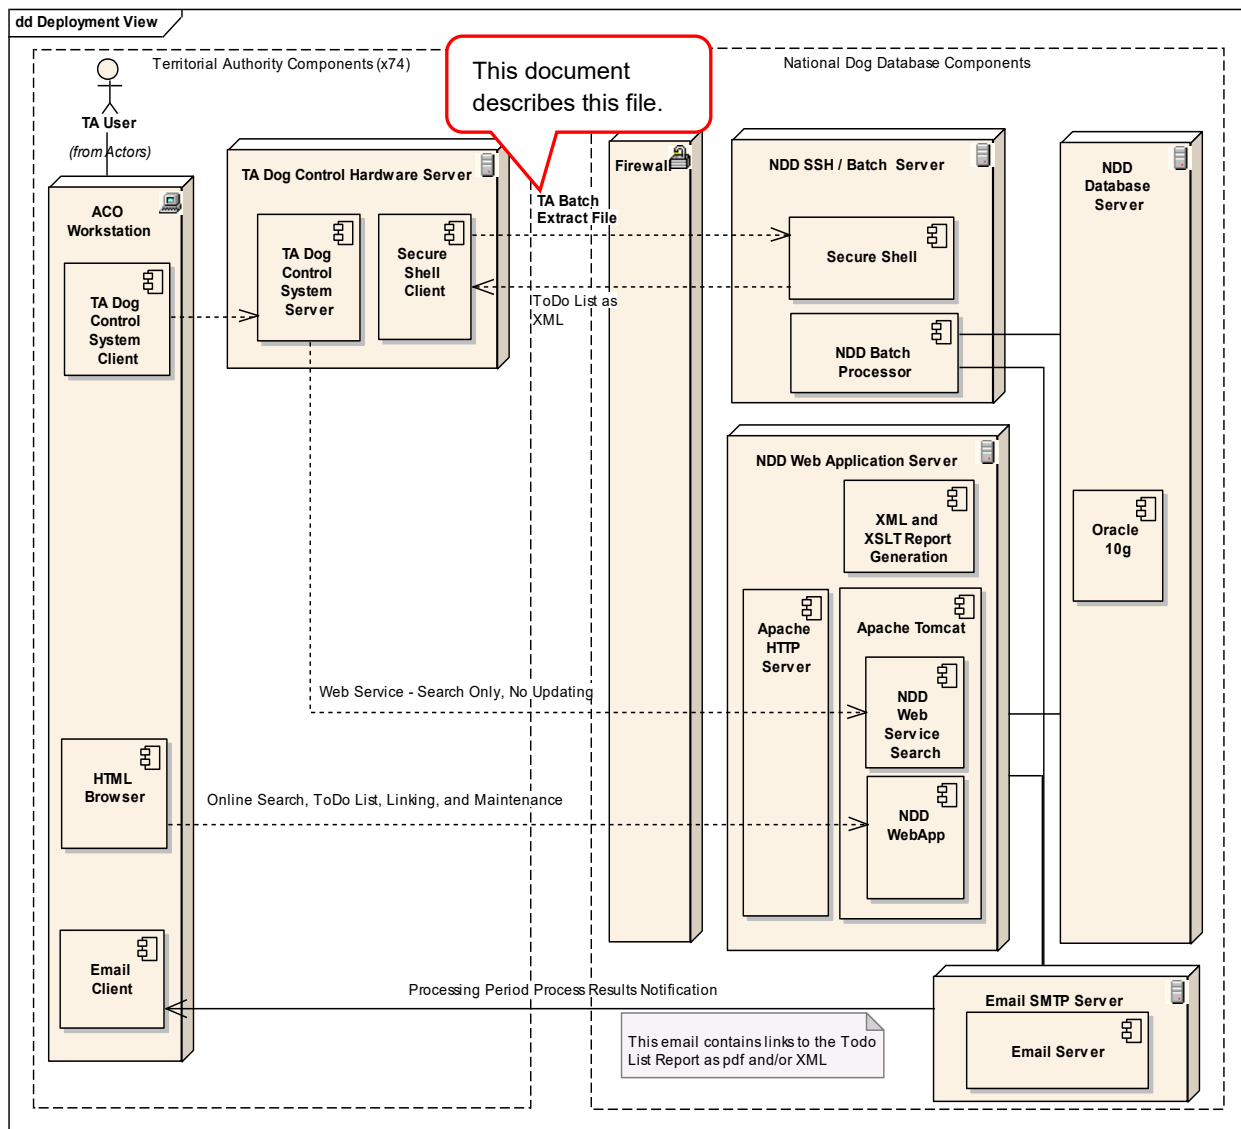 dd Deployment View
Territorial Authority Components (x74)
National Dog Database Components
This document
describes this file.
TA User
(from Actors)
ACO
Workstation
TA Dog
Control
System
Client
HTML
Browser
Email
Client
TA Dog Control Hardware Server
TA Dog
Control
System
Server
Secure
Shell
Client
TA Batch
Extract File
ToDo List as
XML
Firewall
NDD SSH / Batch Server
Secure Shell
NDD Batch
Processor
NDD
Database
Server
Oracle
10g
NDD Web Application Server
XML and
XSLT Report
Generation
Apache
HTTP
Server
Apache Tomcat
NDD
Web
Service
Search
NDD
WebApp
Web Service - Search Only, No Updating
Online Search, ToDo List, Linking, and Maintenance
Processing Period Process Results Notification
This email contains links to the Todo
List Report as pdf and/or XML
Email SMTP Server
Email Server